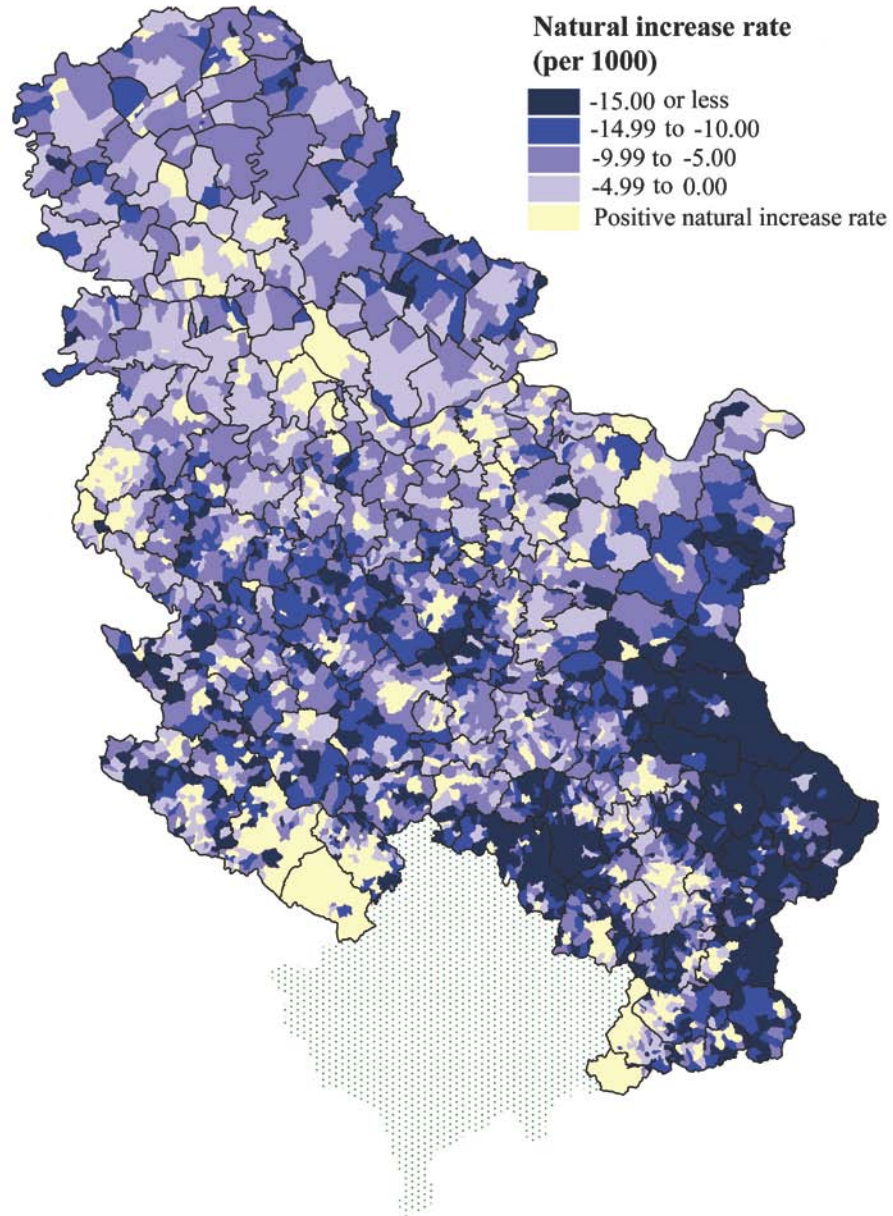 Natural increase rate
(per 1000)
-15.00 or less
-14.99 to -10.00
-9.99 to -5.00
-4.99 to 0.00
Positive natural increase rate